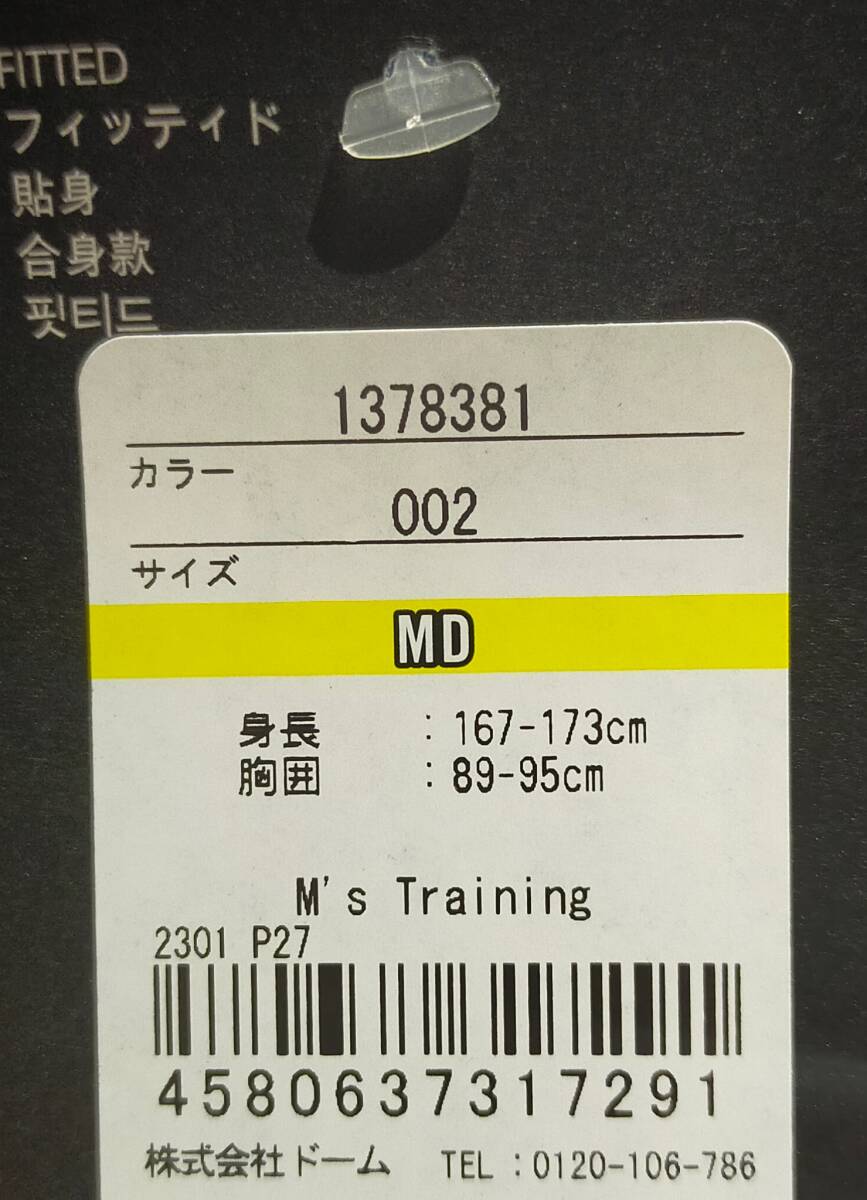 FITTED
フィッティド
貼身
合身款
핏티드
1378381
カラー
002
サイズ
MD
身長 : 167-173cm
胸囲 : 89-95cm
M's Training
2301 P27
4580637317291
株式会社ドーム TEL:0120-106-786